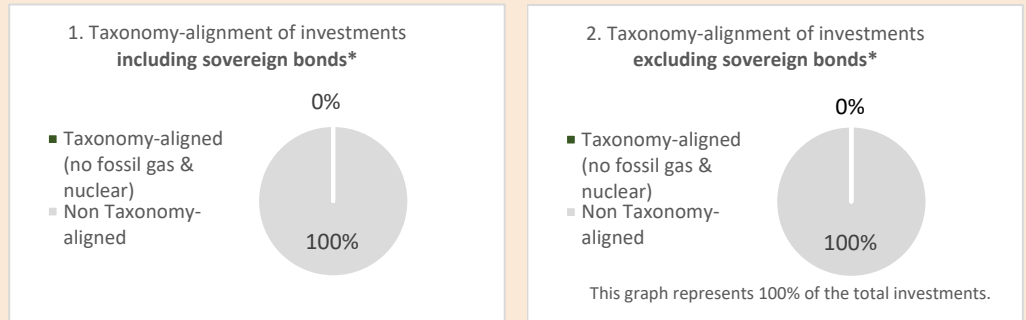 1. Taxonomy-alignment of investments
including sovereign bonds*
0%
Taxonomy-aligned
(no fossil gas &
nuclear)
Non Taxonomy-
aligned
100%
2. Taxonomy-alignment of investments
excluding sovereign bonds*
0%
Taxonomy-aligned
(no fossil gas &
nuclear)
Non Taxonomy-
aligned
100%
This graph represents 100% of the total investments.